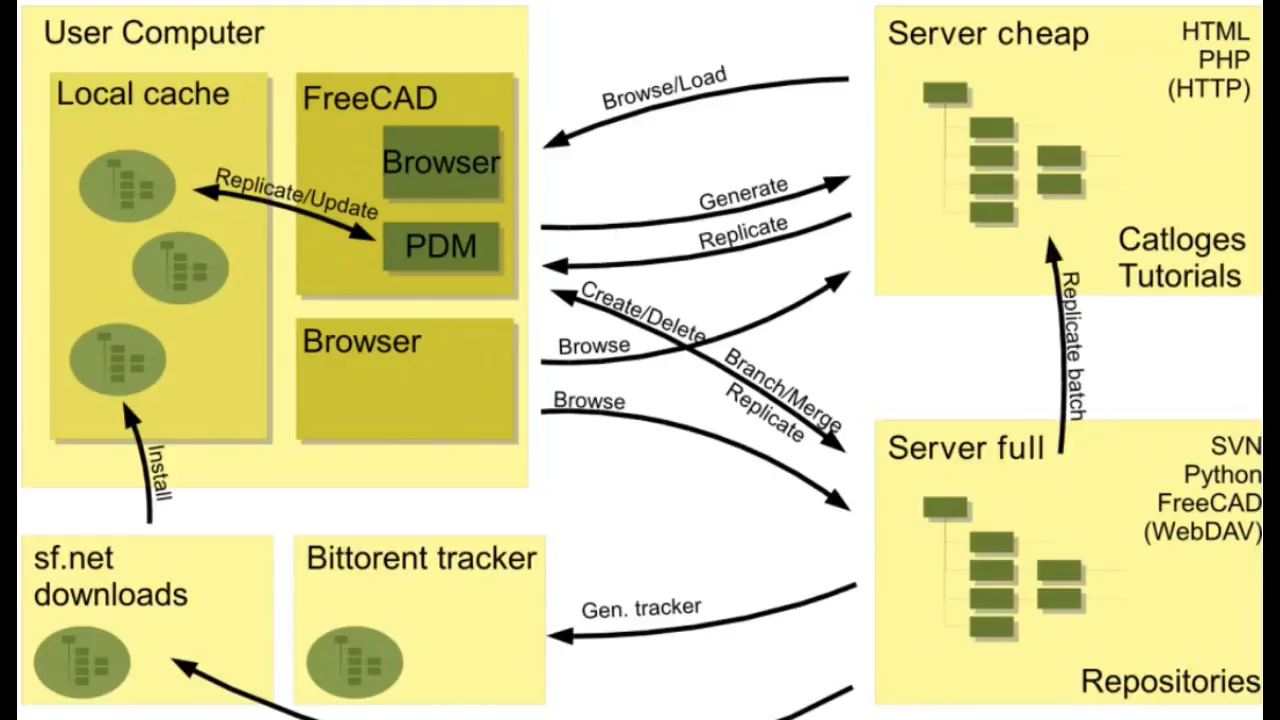 User Computer
Local cache
FreeCAD
Browser
Replicate/Update
PDM
Browser
Install
sf.net
downloads
Bittorent tracker
Browse/Load
Generate
Replicate
Create/Delete
Browse
Branch/Merge
Replicate
Browse
Gen. tracker
Server cheap
HTML
PHP
(HTTP)
Catloges
Tutorials
Replicate batch
Server full
SVN
Python
FreeCAD
(WebDAV)
Repositories